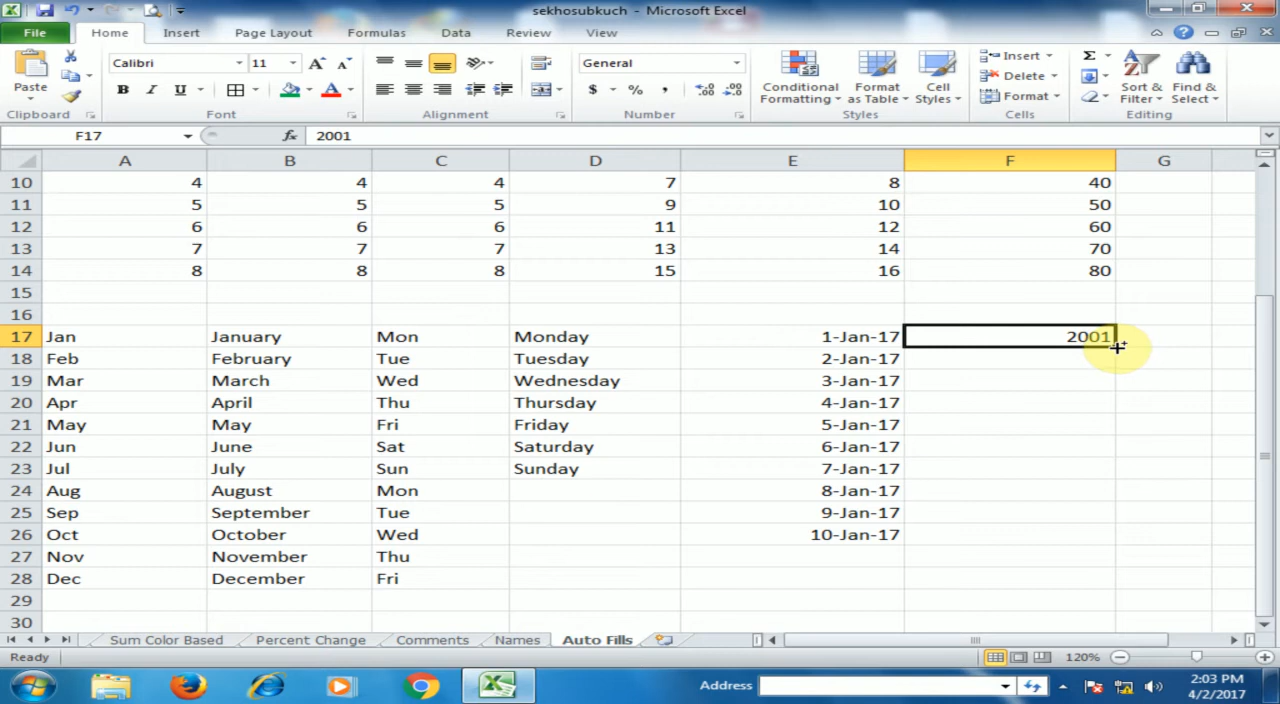 sekhosubkuch - Microsoft Excel
File Home Insert Page Layout Formulas Data Review View
Calibri 11 General Insert Σ
Paste Conditional Format Cell Delete Sort & Find &
B I U $ % , Formatting as Table Styles Format Filter Select
Clipboard Font Alignment Number Styles Cells Editing
F17 fx 2001
A B C D E F G
10 4 4 4 7 8 40
11 5 5 5 9 10 50
12 6 6 6 11 12 60
13 7 7 7 13 14 70
14 8 8 8 15 16 80
15
16
17 Jan January Mon Monday 1-Jan-17 2001
18 Feb February Tue Tuesday 2-Jan-17
19 Mar March Wed Wednesday 3-Jan-17
20 Apr April Thu Thursday 4-Jan-17
21 May May Fri Friday 5-Jan-17
22 Jun June Sat Saturday 6-Jan-17
23 Jul July Sun Sunday 7-Jan-17
24 Aug August Mon 8-Jan-17
25 Sep September Tue 9-Jan-17
26 Oct October Wed 10-Jan-17
27 Nov November Thu
28 Dec December Fri
29
30
Sum Color Based Percent Change Comments Names Auto Fills
Ready 120%
Address 2:03 PM
4/2/2017